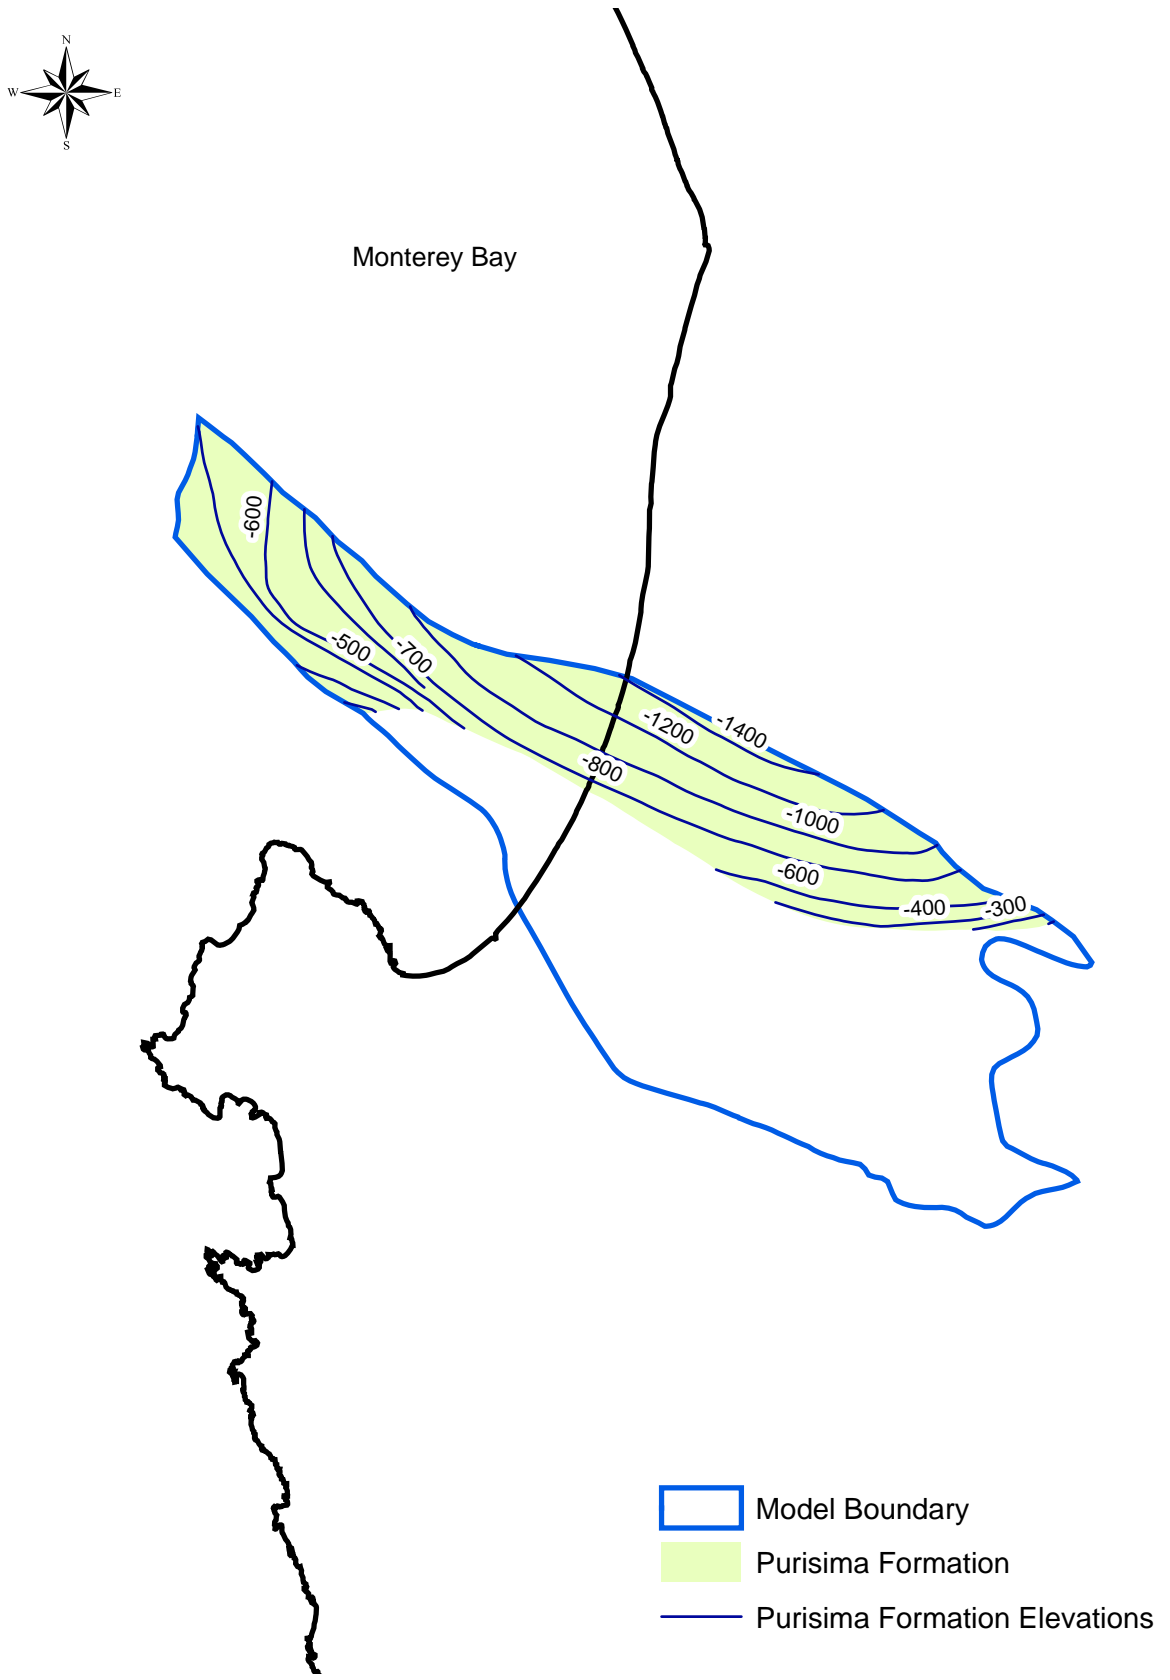 N
W E
S
Monterey Bay
-600
-500
-700
-1400
-1200
-800
-1000
-600
-400
-300
Model Boundary
Purisima Formation
Purisima Formation Elevations